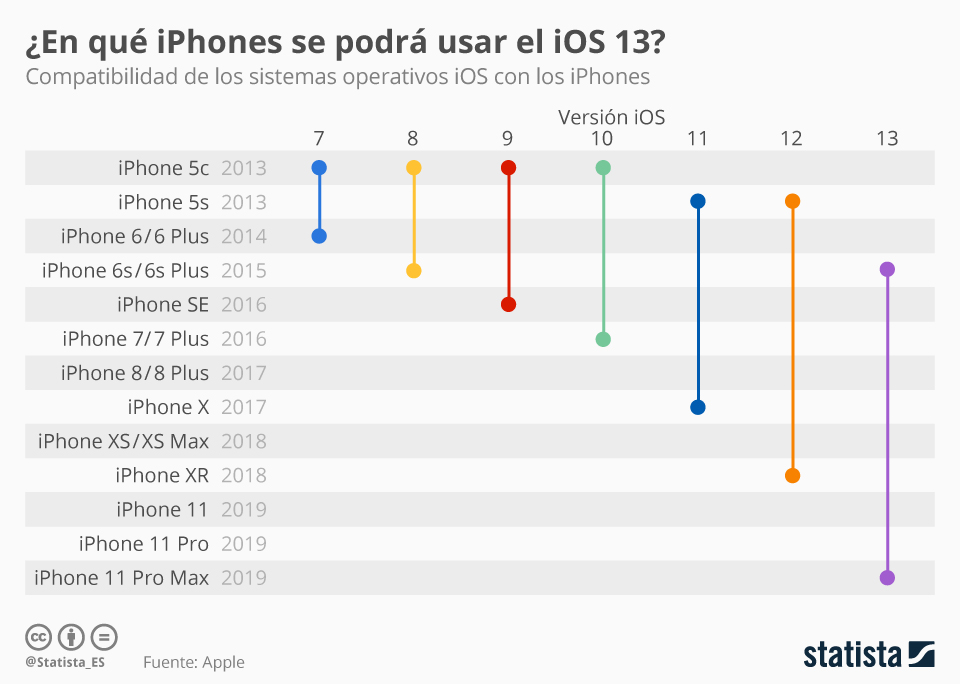 ¿En qué iPhones se podrá usar el iOS 13?
Compatibilidad de los sistemas operativos iOS con los iPhones
Versión iOS
7 8 9 10 11 12 13
iPhone 5c 2013
iPhone 5s 2013
iPhone 6/6 Plus 2014
iPhone 6s/6s Plus 2015
iPhone SE 2016
iPhone 7/7 Plus 2016
iPhone 8/8 Plus 2017
iPhone X 2017
iPhone XS/XS Max 2018
iPhone XR 2018
iPhone 11 2019
iPhone 11 Pro 2019
iPhone 11 Pro Max 2019
cc
@Statista_ES Fuente: Apple
statista